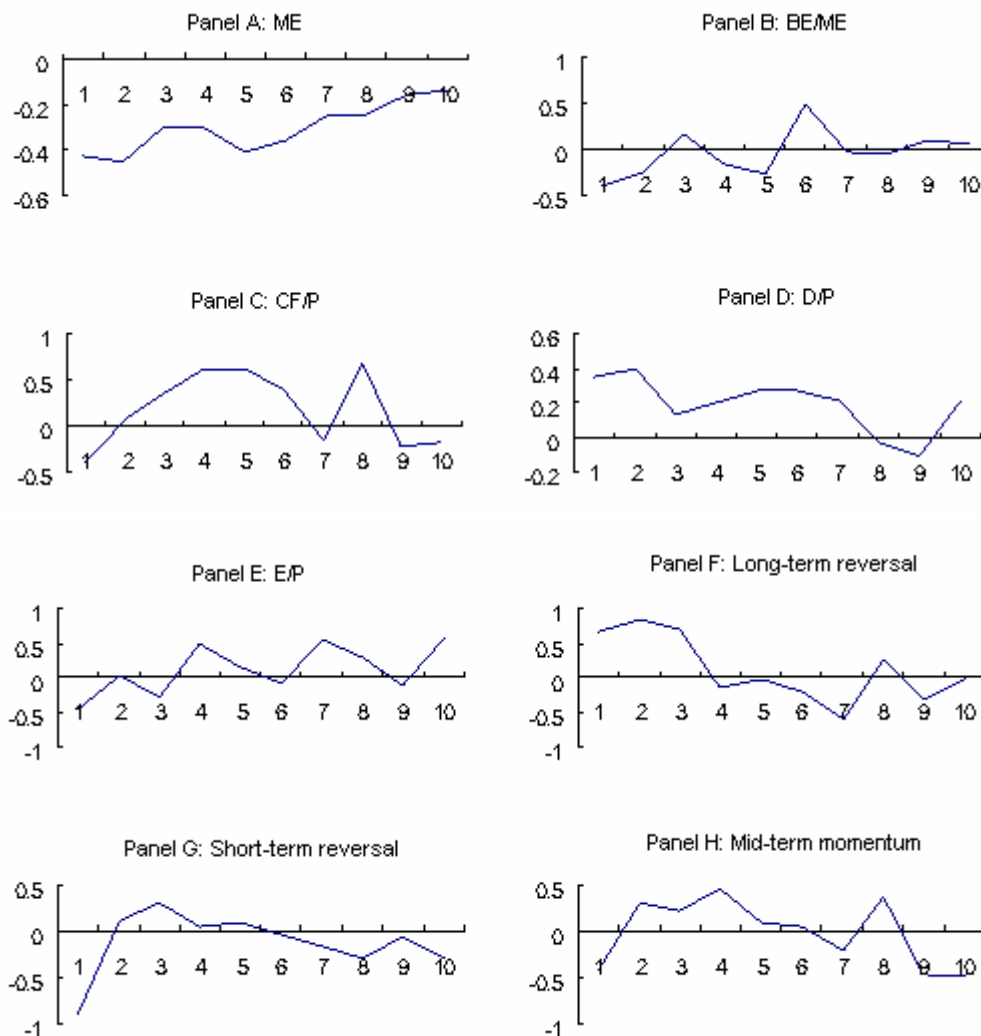 Panel A: ME
0
-0.2
-0.4
-0.6
1 2 3 4 5 6 7 8 9 10
Panel B: BE/ME
1
0.5
0
-0.5
1 2 3 4 5 6 7 8 9 10
Panel C: CF/P
1
0.5
0
-0.5
1 2 3 4 5 6 7 8 9 10
Panel D: D/P
0.6
0.4
0.2
0
-0.2
1 2 3 4 5 6 7 8 9 10
Panel E: E/P
1
0.5
0
-0.5
-1
1 2 3 4 5 6 7 8 9 10
Panel F: Long-term reversal
1
0.5
0
-0.5
-1
1 2 3 4 5 6 7 8 9 10
Panel G: Short-term reversal
0.5
0
-0.5
-1
1 2 3 4 5 6 7 8 9 10
Panel H: Mid-term momentum
0.5
0
-0.5
-1
1 2 3 4 5 6 7 8 9 10